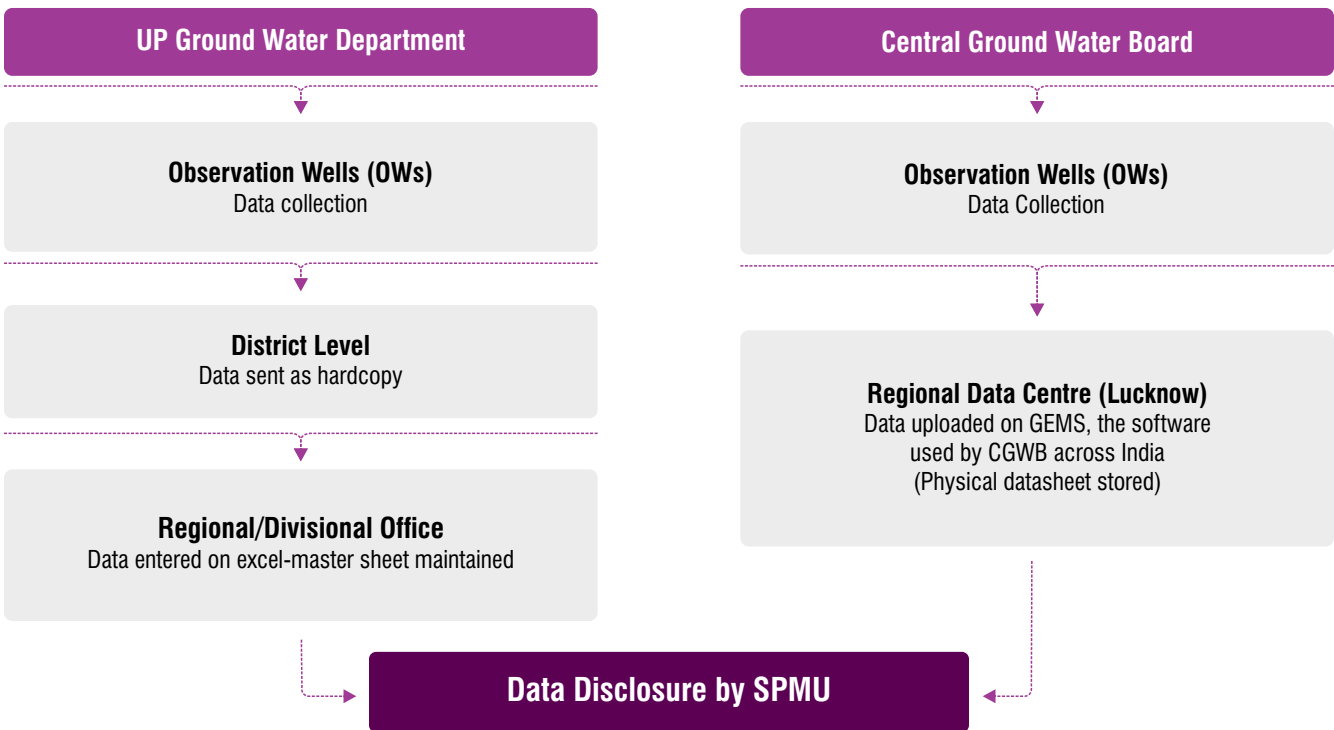 UP Ground Water Department
Observation Wells (OWs)
Data collection
District Level
Data sent as hardcopy
Regional/Divisional Office
Data entered on excel-master sheet maintained
Central Ground Water Board
Observation Wells (OWs)
Data Collection
Regional Data Centre (Lucknow)
Data uploaded on GEMS, the software
used by CGWB across India
(Physical datasheet stored)
Data Disclosure by SPMU